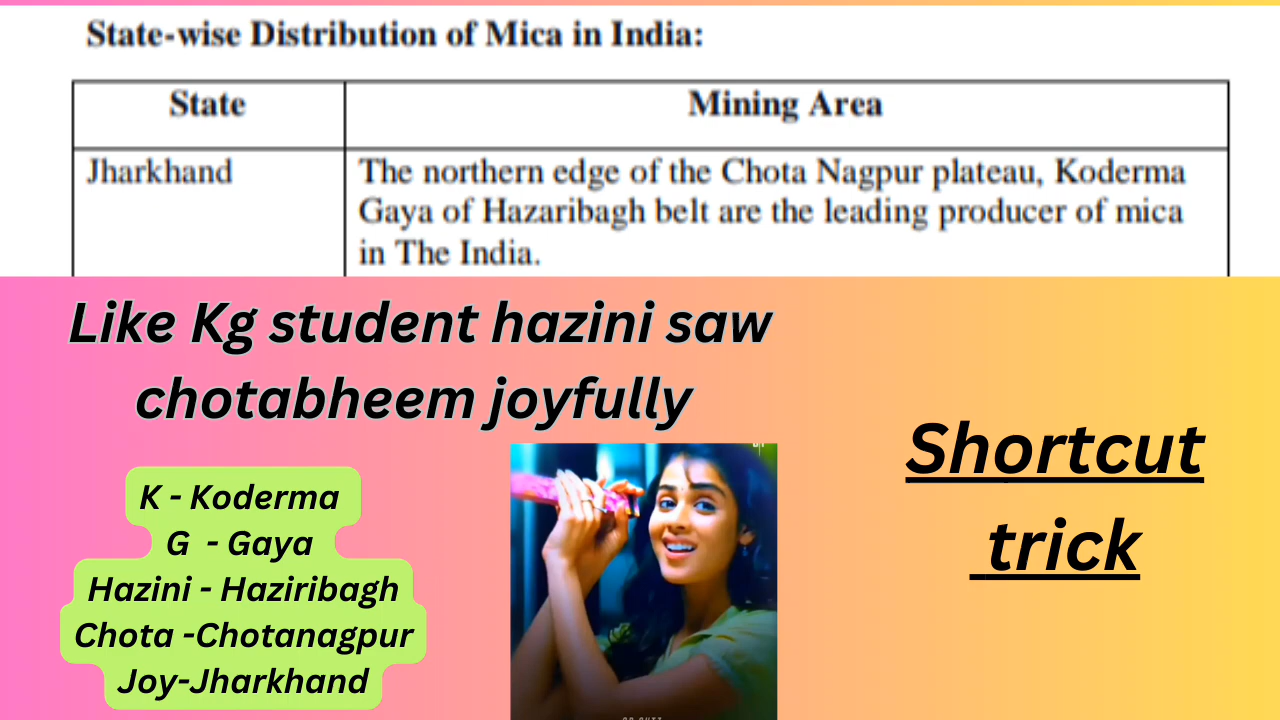 State-wise Distribution of Mica in India:
State
Mining Area
Jharkhand
The northern edge of the Chota Nagpur plateau, Koderma
Gaya of Hazaribagh belt are the leading producer of mica
in The India.
Like Kg student hazini saw
chotabheem joyfully
Shortcut
trick
K - Koderma
G - Gaya
Hazini - Haziribagh
Chota -Chotanagpur
Joy-Jharkhand